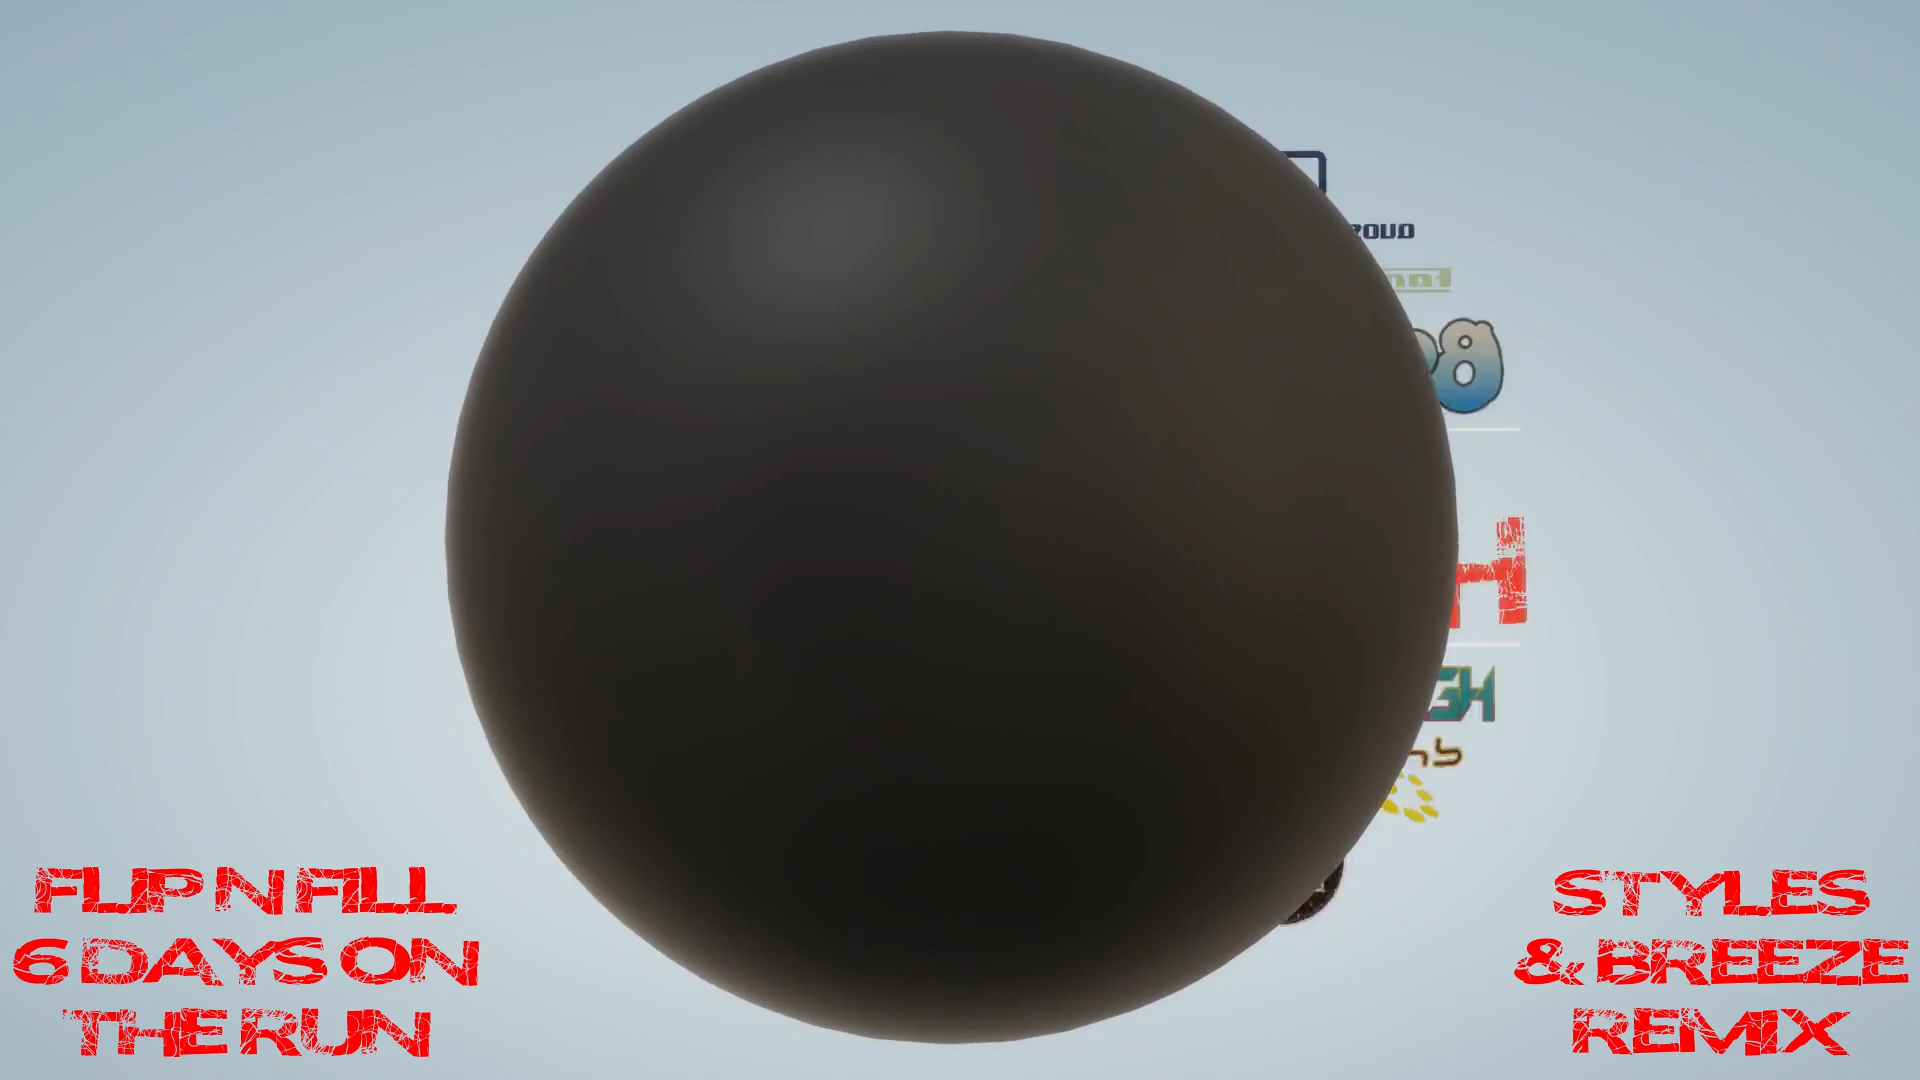 FLIP N FILL
6 DAYS ON
THE RUN
STYLES
& BREEZE
REMIX